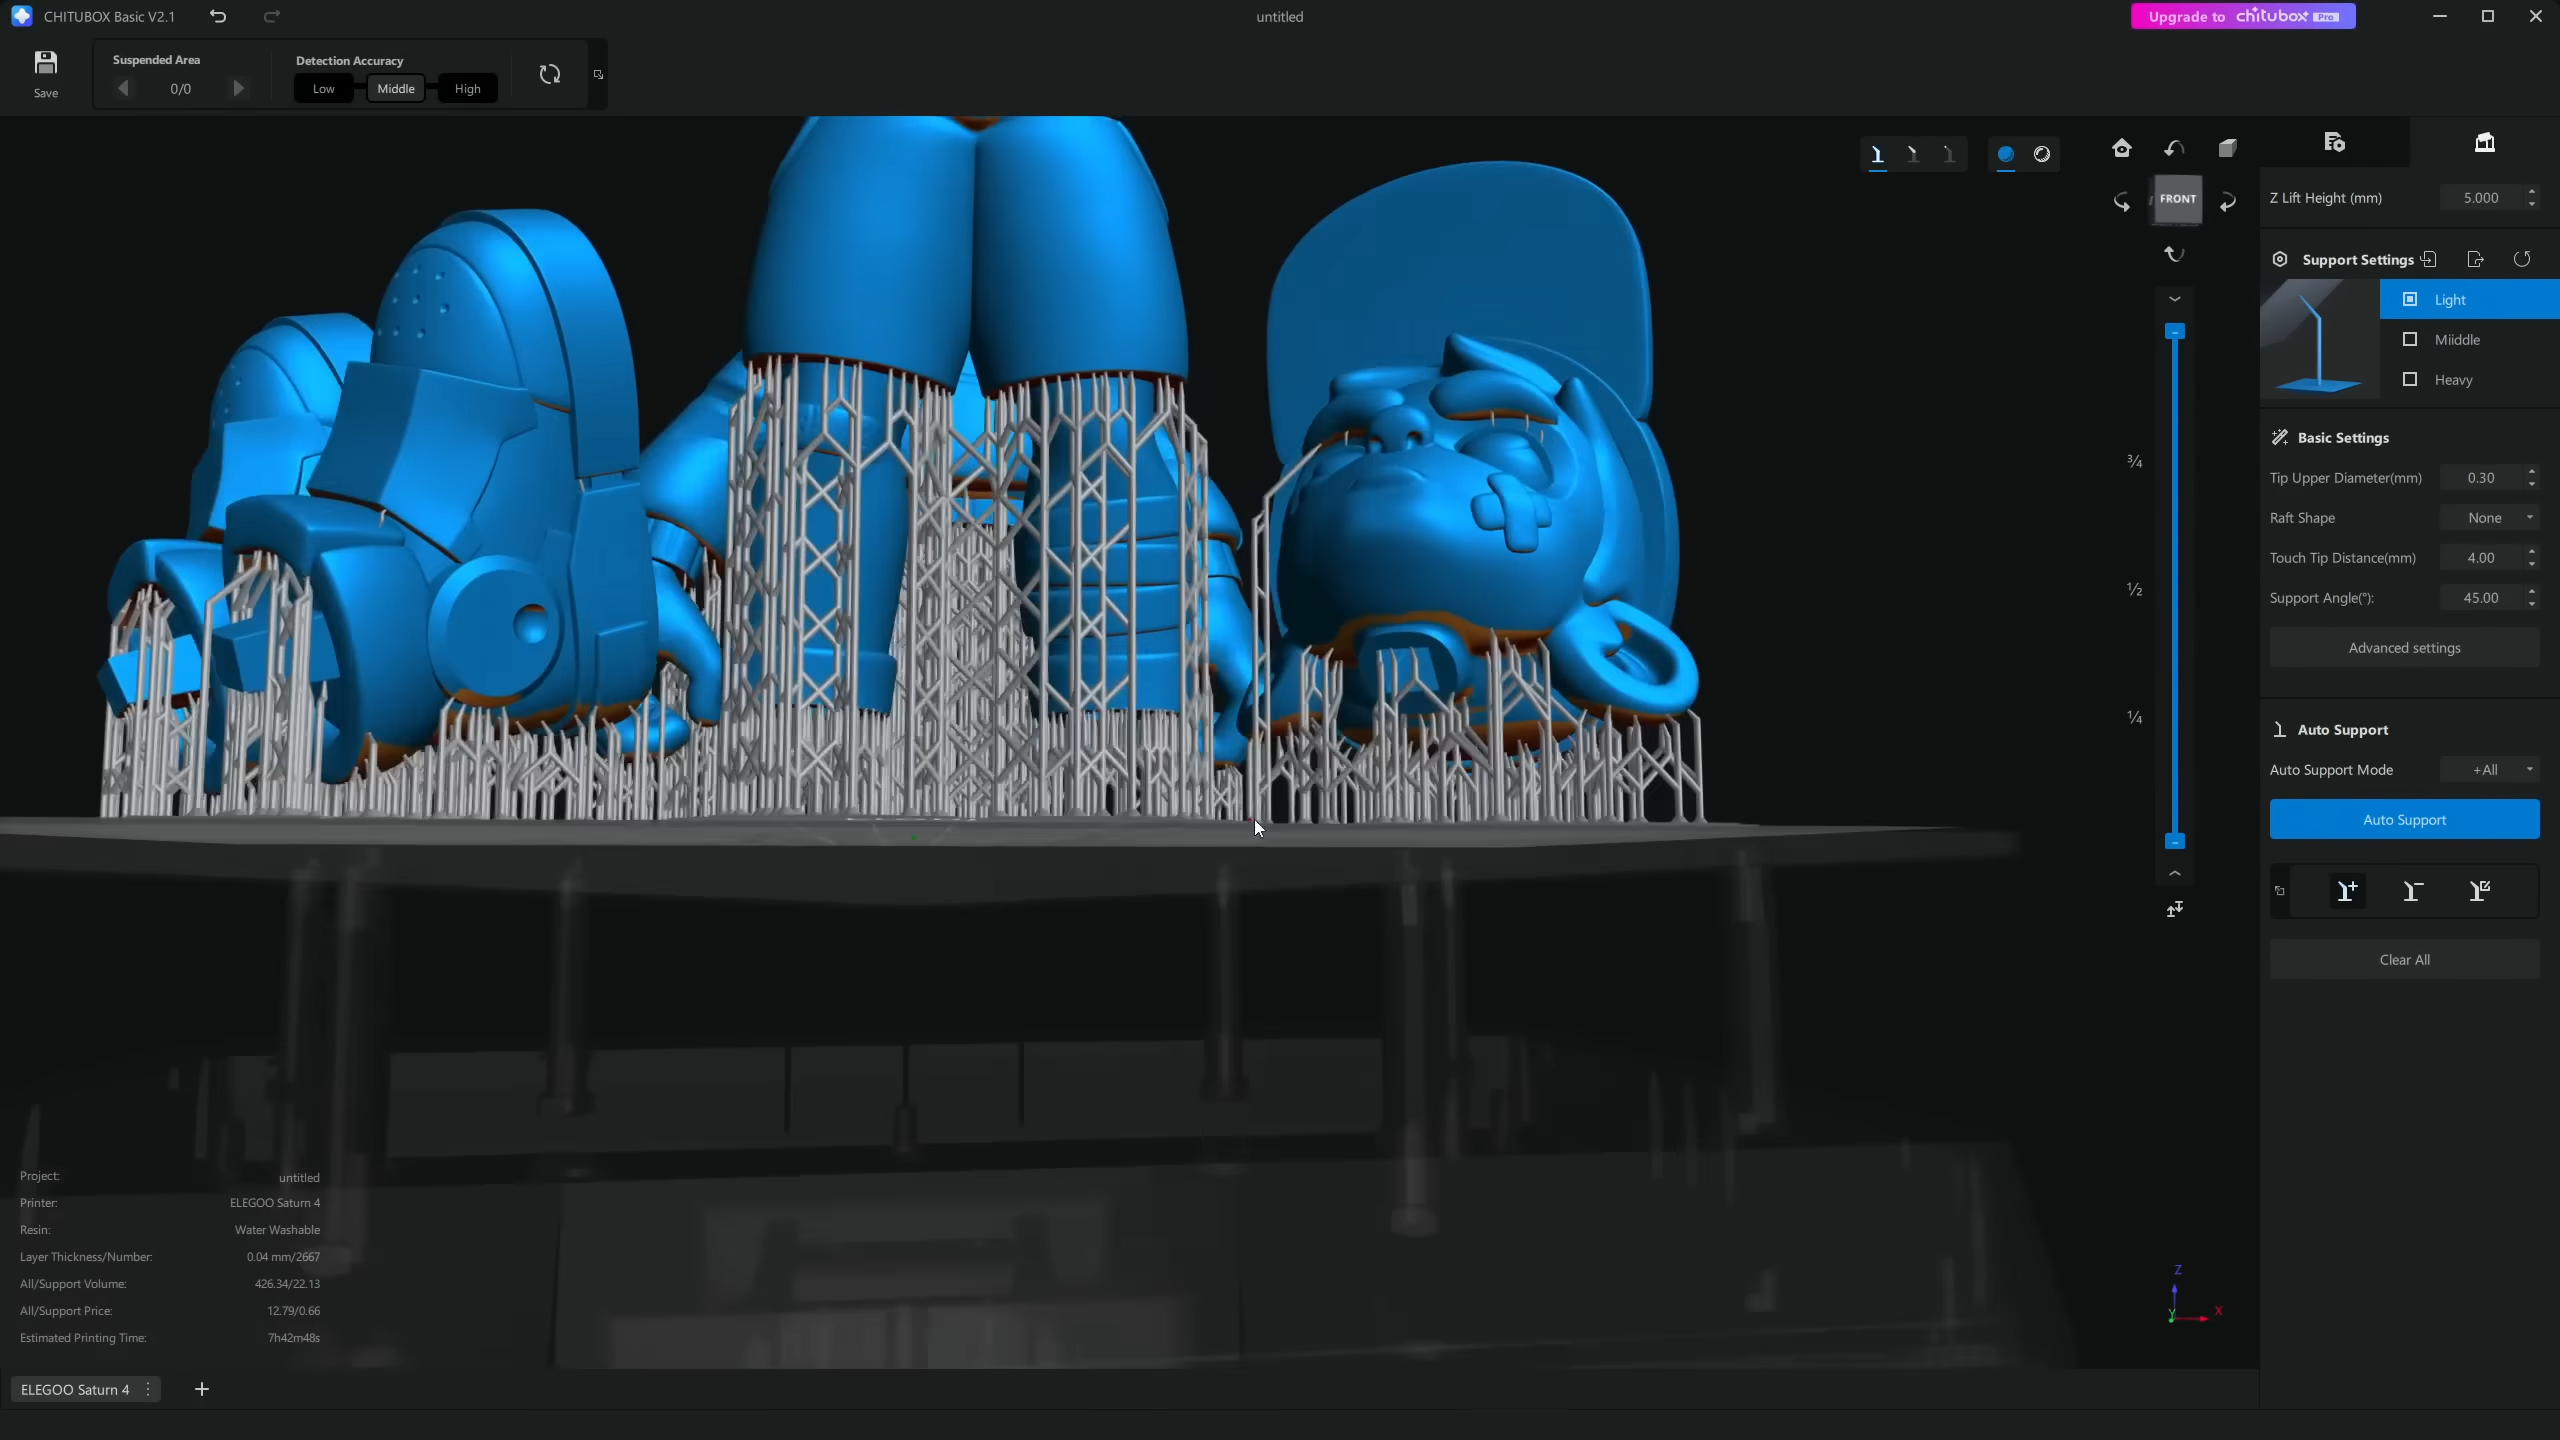 CHITUBOX Basic V2.1
untitled
Upgrade to chitubox Pro
Save
Suspended Area
0/0
Detection Accuracy
Low
Middle
High
FRONT
3/4
1/2
1/4
Z Lift Height (mm)
5.000
Support Settings
Light
Miiddle
Heavy
Basic Settings
Tip Upper Diameter(mm)
0.30
Raft Shape
None
Touch Tip Distance(mm)
4.00
Support Angle(°):
45.00
Advanced settings
Auto Support
Auto Support Mode
+All
Auto Support
Clear All
Project:
untitled
Printer:
ELEGOO Saturn 4
Resin:
Water Washable
Layer Thickness/Number:
0.04 mm/2667
All/Support Volume:
426.34/22.13
All/Support Price:
12.79/0.66
Estimated Printing Time:
7h42m48s
Z
Y
X
ELEGOO Saturn 4